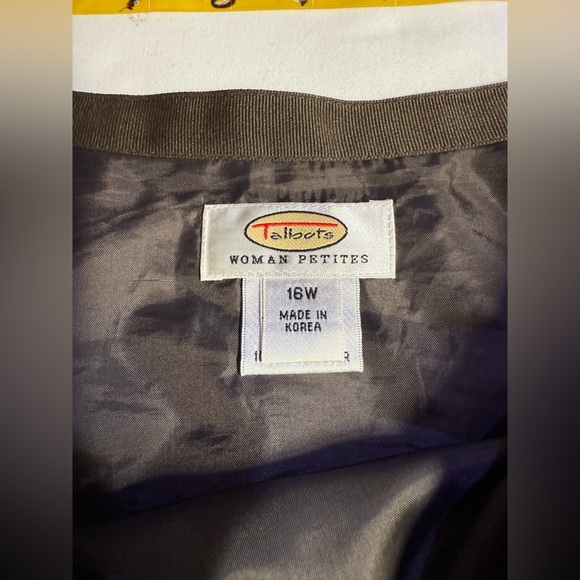 Talbots
WOMAN PETITES
16W
MADE IN
KOREA